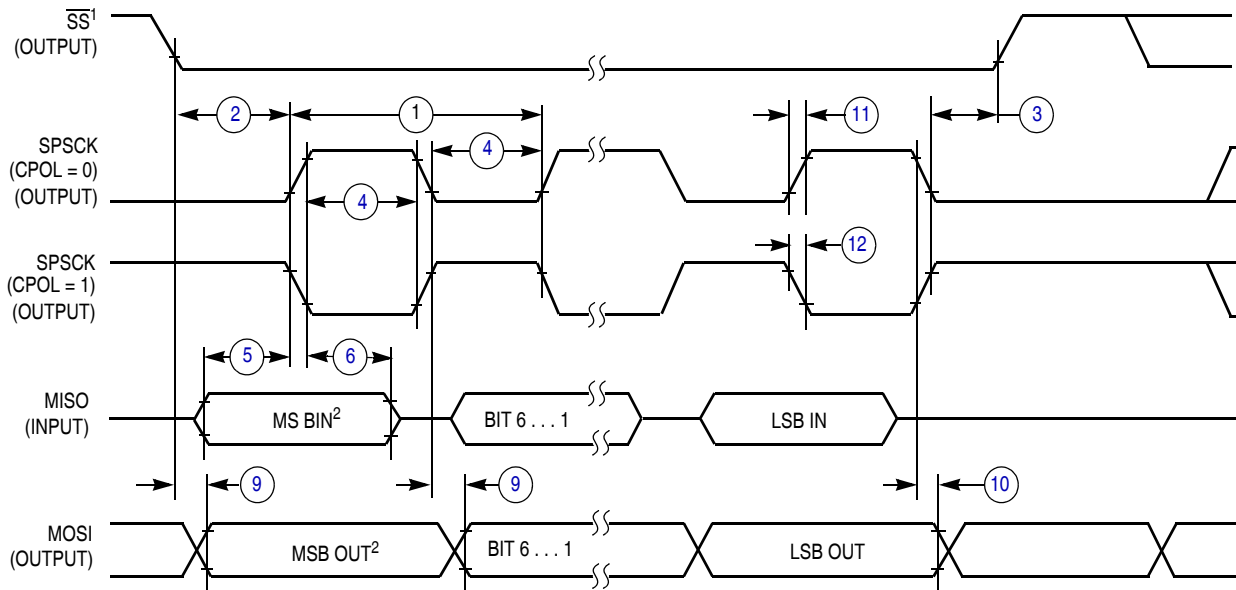 SS¹
(OUTPUT)
2
1
11
3
SPSCK
(CPOL = 0)
(OUTPUT)
4
4
SPSCK
(CPOL = 1)
(OUTPUT)
12
5
6
MISO
(INPUT)
MS BIN²
BIT 6 . . . 1
LSB IN
9
9
10
MOSI
(OUTPUT)
MSB OUT²
BIT 6 . . . 1
LSB OUT